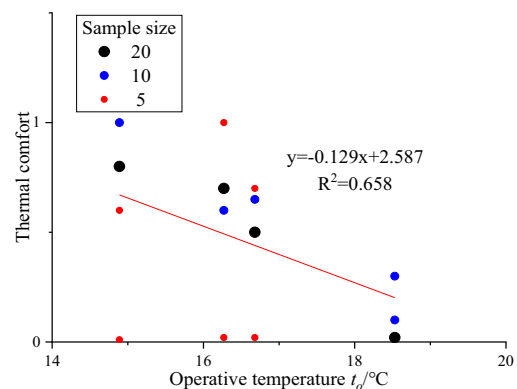 Sample size
20
10
5
y=-0.129x+2.587
R²=0.658
Thermal comfort
1
0
14
16
18
20
Operative temperature tₒ/°C